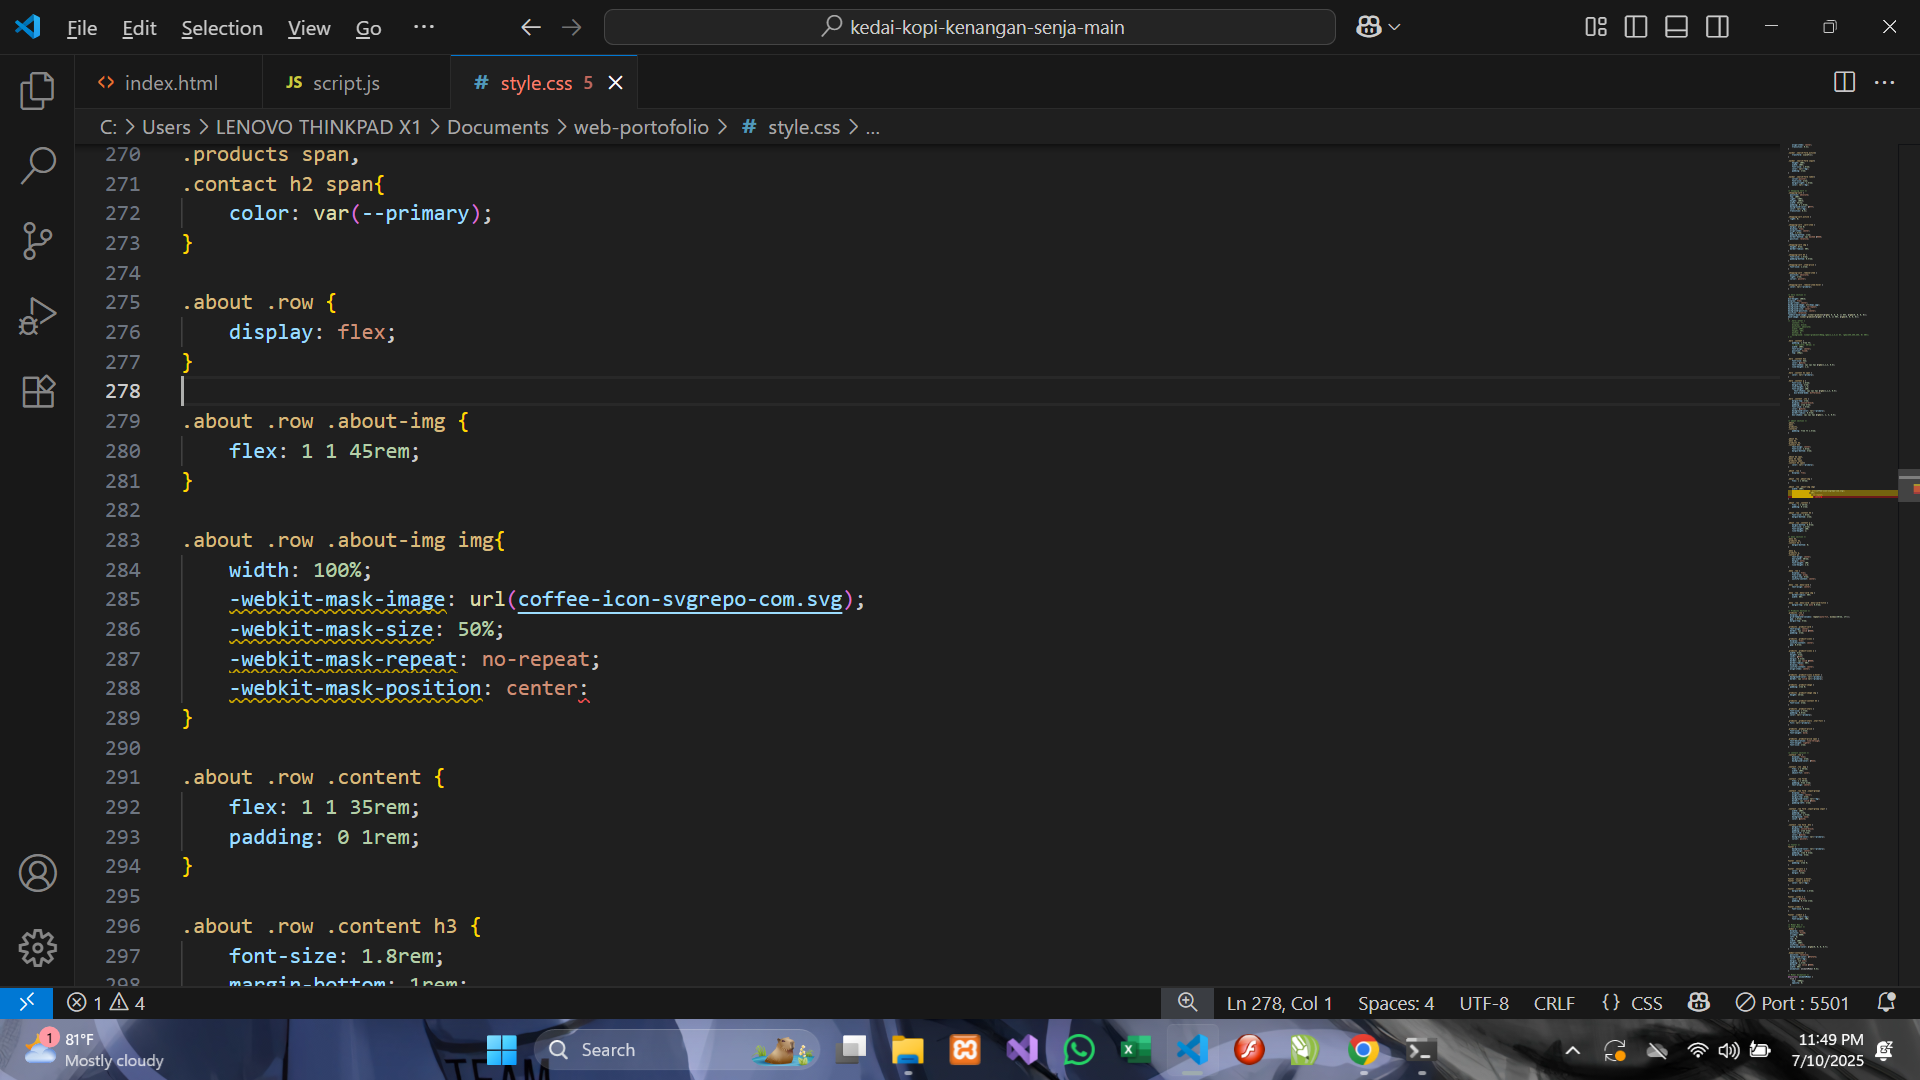 File Edit Selection View Go ···
kedai-kopi-kenangan-senja-main
index.html
JS script.js
# style.css 5
C: > Users > LENOVO THINKPAD X1 > Documents > web-portofolio > # style.css > ...
270 .products span,
271 .contact h2 span{
272 color: var(--primary);
273 }
274
275 .about .row {
276 display: flex;
277 }
278
279 .about .row .about-img {
280 flex: 1 1 45rem;
281 }
282
283 .about .row .about-img img{
284 width: 100%;
285 -webkit-mask-image: url(coffee-icon-svgrepo-com.svg);
286 -webkit-mask-size: 50%;
287 -webkit-mask-repeat: no-repeat;
288 -webkit-mask-position: center:
289 }
290
291 .about .row .content {
292 flex: 1 1 35rem;
293 padding: 0 1rem;
294 }
295
296 .about .row .content h3 {
297 font-size: 1.8rem;
298 margin-bottom: 1rem;
1 4
Ln 278, Col 1 Spaces: 4 UTF-8 CRLF {} CSS Port : 5501
1
81°F
Mostly cloudy
TEAM
Search
11:49 PM
7/10/2025